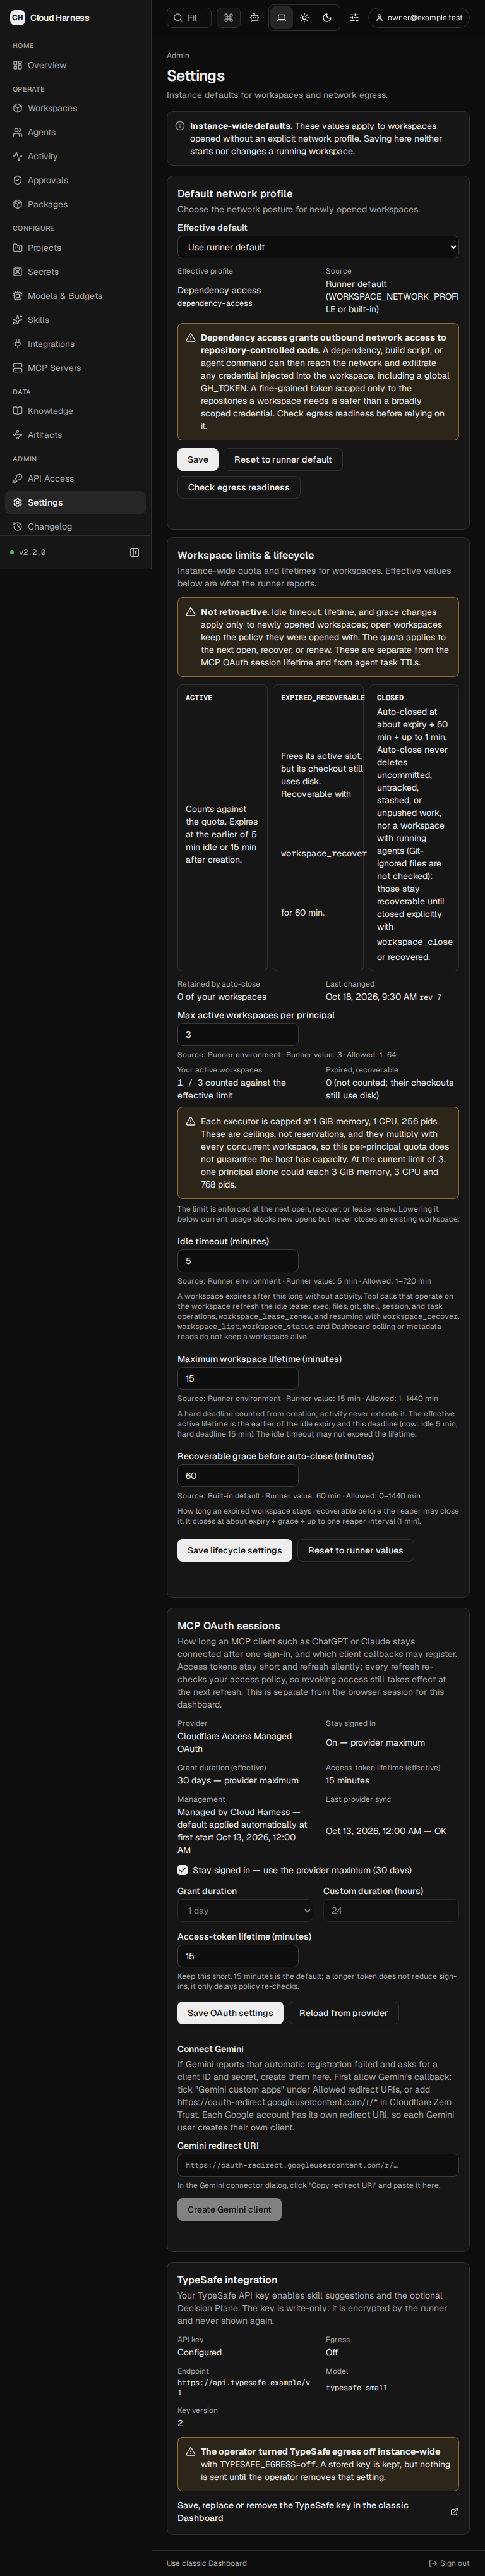 CH Cloud Harness
HOME
Overview
OPERATE
Workspaces
Agents
Activity
Approvals
Packages
CONFIGURE
Projects
Secrets
Models & Budgets
Skills
Integrations
MCP Servers
DATA
Knowledge
Artifacts
ADMIN
API Access
Settings
Changelog
v2.2.0
Fil
owner@example.test
Admin
Settings
Instance defaults for workspaces and network egress.
Instance-wide defaults. These values apply to workspaces
opened without an explicit network profile. Saving here neither
starts nor changes a running workspace.
Default network profile
Choose the network posture for newly opened workspaces.
Effective default
Use runner default
Effective profile
Dependency access
dependency-access
Source
Runner default
(WORKSPACE_NETWORK_PROFI
LE or built-in)
Dependency access grants outbound network access to
repository-controlled code. A dependency, build script, or
agent command can then reach the network and exfiltrate
any credential injected into the workspace, including a global
GH_TOKEN. A fine-grained token scoped only to the
repositories a workspace needs is safer than a broadly
scoped credential. Check egress readiness before relying on
it.
Save
Reset to runner default
Check egress readiness
Workspace limits & lifecycle
Instance-wide quota and lifetimes for workspaces. Effective values
below are what the runner reports.
Not retroactive. Idle timeout, lifetime, and grace changes
apply only to newly opened workspaces; open workspaces
keep the policy they were opened with. The quota applies to
the next open, recover, or renew. These are separate from the
MCP OAuth session lifetime and from agent task TTLs.
ACTIVE
Counts against
the quota. Expires
at the earlier of 5
min idle or 15 min
after creation.
EXPIRED_RECOVERABLE
Frees its active slot,
but its checkout still
uses disk.
Recoverable with
workspace_recover
for 60 min.
CLOSED
Auto-closed at
about expiry + 60
min + up to 1 min.
Auto-close never
deletes
uncommitted,
untracked,
stashed, or
unpushed work,
nor a workspace
with running
agents (Git-
ignored files are
not checked):
those stay
recoverable until
closed explicitly
with
workspace_close
or recovered.
Retained by auto-close
0 of your workspaces
Last changed
Oct 18, 2026, 9:30 AM rev 7
Max active workspaces per principal
3
Source: Runner environment · Runner value: 3 · Allowed: 1–64
Your active workspaces
1 / 3 counted against the
effective limit
Expired, recoverable
0 (not counted; their checkouts
still use disk)
Each executor is capped at 1 GiB memory, 1 CPU, 256 pids.
These are ceilings, not reservations, and they multiply with
every concurrent workspace, so this per-principal quota does
not guarantee the host has capacity. At the current limit of 3,
one principal alone could reach 3 GiB memory, 3 CPU and
768 pids.
The limit is enforced at the next open, recover, or lease renew. Lowering it
below current usage blocks new opens but never closes an existing workspace.
Idle timeout (minutes)
5
Source: Runner environment · Runner value: 5 min · Allowed: 1–720 min
A workspace expires after this long without activity. Tool calls that operate on
the workspace refresh the idle lease: exec, files, git, shell, session, and task
operations, workspace_lease_renew, and resuming with workspace_recover.
workspace_list, workspace_status, and Dashboard polling or metadata
reads do not keep a workspace alive.
Maximum workspace lifetime (minutes)
15
Source: Runner environment · Runner value: 15 min · Allowed: 1–1440 min
A hard deadline counted from creation; activity never extends it. The effective
active lifetime is the earlier of the idle expiry and this deadline (now: idle 5 min,
hard deadline 15 min). The idle timeout may not exceed the lifetime.
Recoverable grace before auto-close (minutes)
60
Source: Built-in default · Runner value: 60 min · Allowed: 0–1440 min
How long an expired workspace stays recoverable before the reaper may close
it. It closes at about expiry + grace + up to one reaper interval (1 min).
Save lifecycle settings
Reset to runner values
MCP OAuth sessions
How long an MCP client such as ChatGPT or Claude stays
connected after one sign-in, and which client callbacks may register.
Access tokens stay short and refresh silently; every refresh re-
checks your access policy, so revoking access still takes effect at
the next refresh. This is separate from the browser session for this
dashboard.
Provider
Cloudflare Access Managed
OAuth
Stay signed in
On — provider maximum
Grant duration (effective)
30 days — provider maximum
Access-token lifetime (effective)
15 minutes
Management
Managed by Cloud Harness —
default applied automatically at
first start Oct 13, 2026, 12:00
AM
Last provider sync
Oct 13, 2026, 12:00 AM — OK
Stay signed in — use the provider maximum (30 days)
Grant duration
1 day
Custom duration (hours)
24
Access-token lifetime (minutes)
15
Keep this short. 15 minutes is the default; a longer token does not reduce sign-
ins, it only delays policy re-checks.
Save OAuth settings
Reload from provider
Connect Gemini
If Gemini reports that automatic registration failed and asks for a
client ID and secret, create them here. First allow Gemini's callback:
tick "Gemini custom apps" under Allowed redirect URIs, or add
https://oauth-redirect.googleusercontent.com/r/* in Cloudflare Zero
Trust. Each Google account has its own redirect URI, so each Gemini
user creates their own client.
Gemini redirect URI
https://oauth-redirect.googleusercontent.com/r/…
In the Gemini connector dialog, click "Copy redirect URI" and paste it here.
Create Gemini client
TypeSafe integration
Your TypeSafe API key enables skill suggestions and the optional
Decision Plane. The key is write-only: it is encrypted by the runner
and never shown again.
API key
Configured
Egress
Off
Endpoint
https://api.typesafe.example/v
1
Model
typesafe-small
Key version
2
The operator turned TypeSafe egress off instance-wide
with TYPESAFE_EGRESS=off. A stored key is kept, but nothing
is sent until the operator removes that setting.
Save, replace or remove the TypeSafe key in the classic
Dashboard
Use classic Dashboard
Sign out